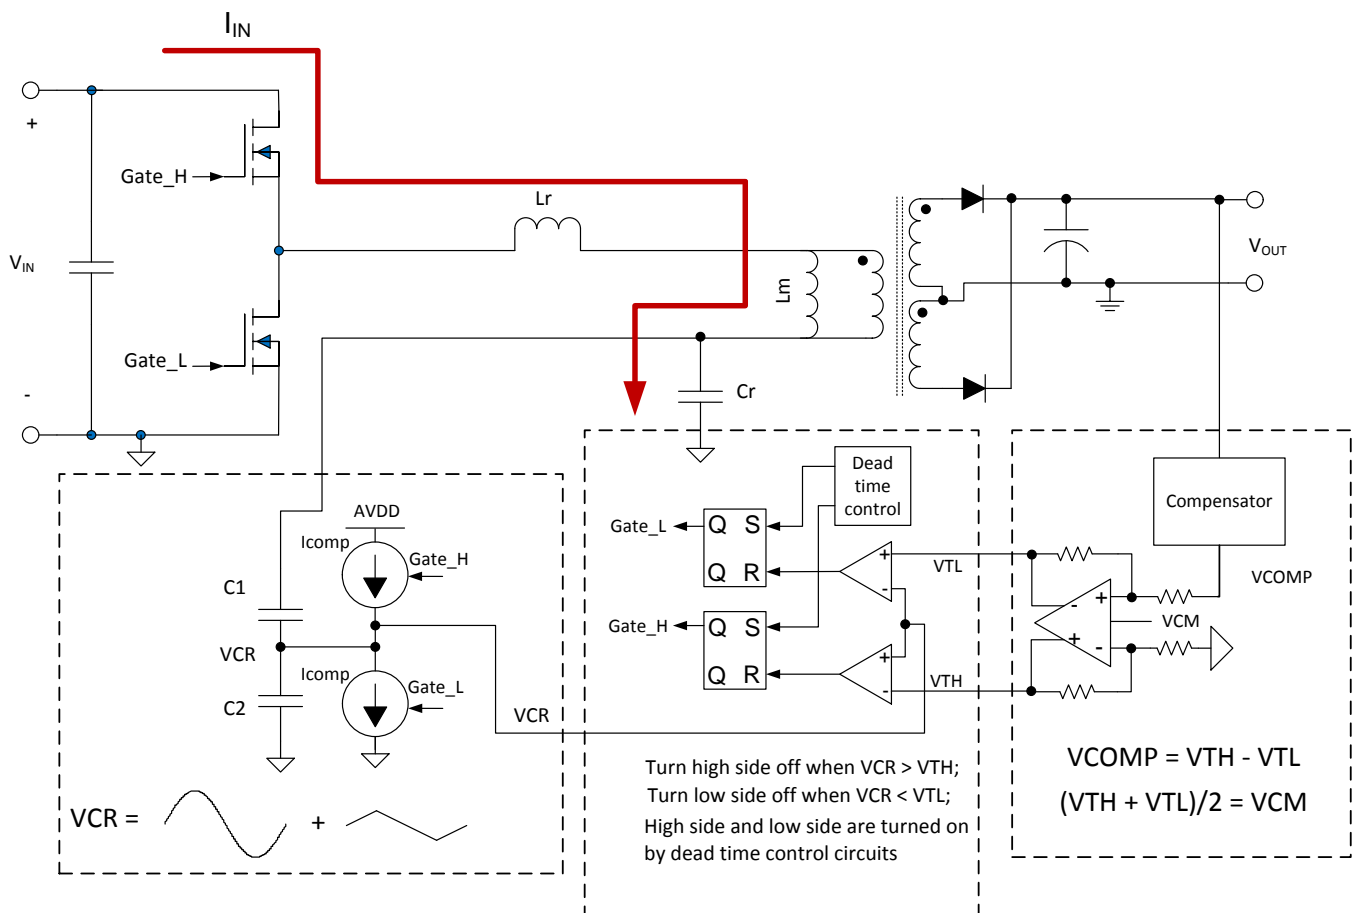 I_IN
+
Gate_H
Lr
V_IN
Lm
V_OUT
Gate_L
-
Cr
Dead
time
control
Compensator
AVDD
Icomp
Gate_H
Gate_L
Q S
Q R
+
-
VTL
VCOMP
C1
VCR
Icomp
Gate_L
C2
Gate_H
Q S
Q R
+
-
VTH
VCR
+
-
VCM
+
-
Turn high side off when VCR > VTH;
Turn low side off when VCR < VTL;
High side and low side are turned on
by dead time control circuits
VCOMP = VTH - VTL
(VTH + VTL)/2 = VCM
VCR =
+